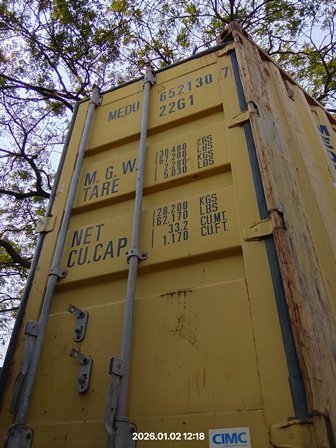 MEDU 652130 7
22G1
M.G.W. 30.480 KGS
67.200 LBS
TARE 2.280 KGS
5.030 LBS
NET 28.200 KGS
62.170 LBS
CU.CAP. 33.2 CU.MT.
1.170 CU.FT.
2026.01.02 12:18
CIMC